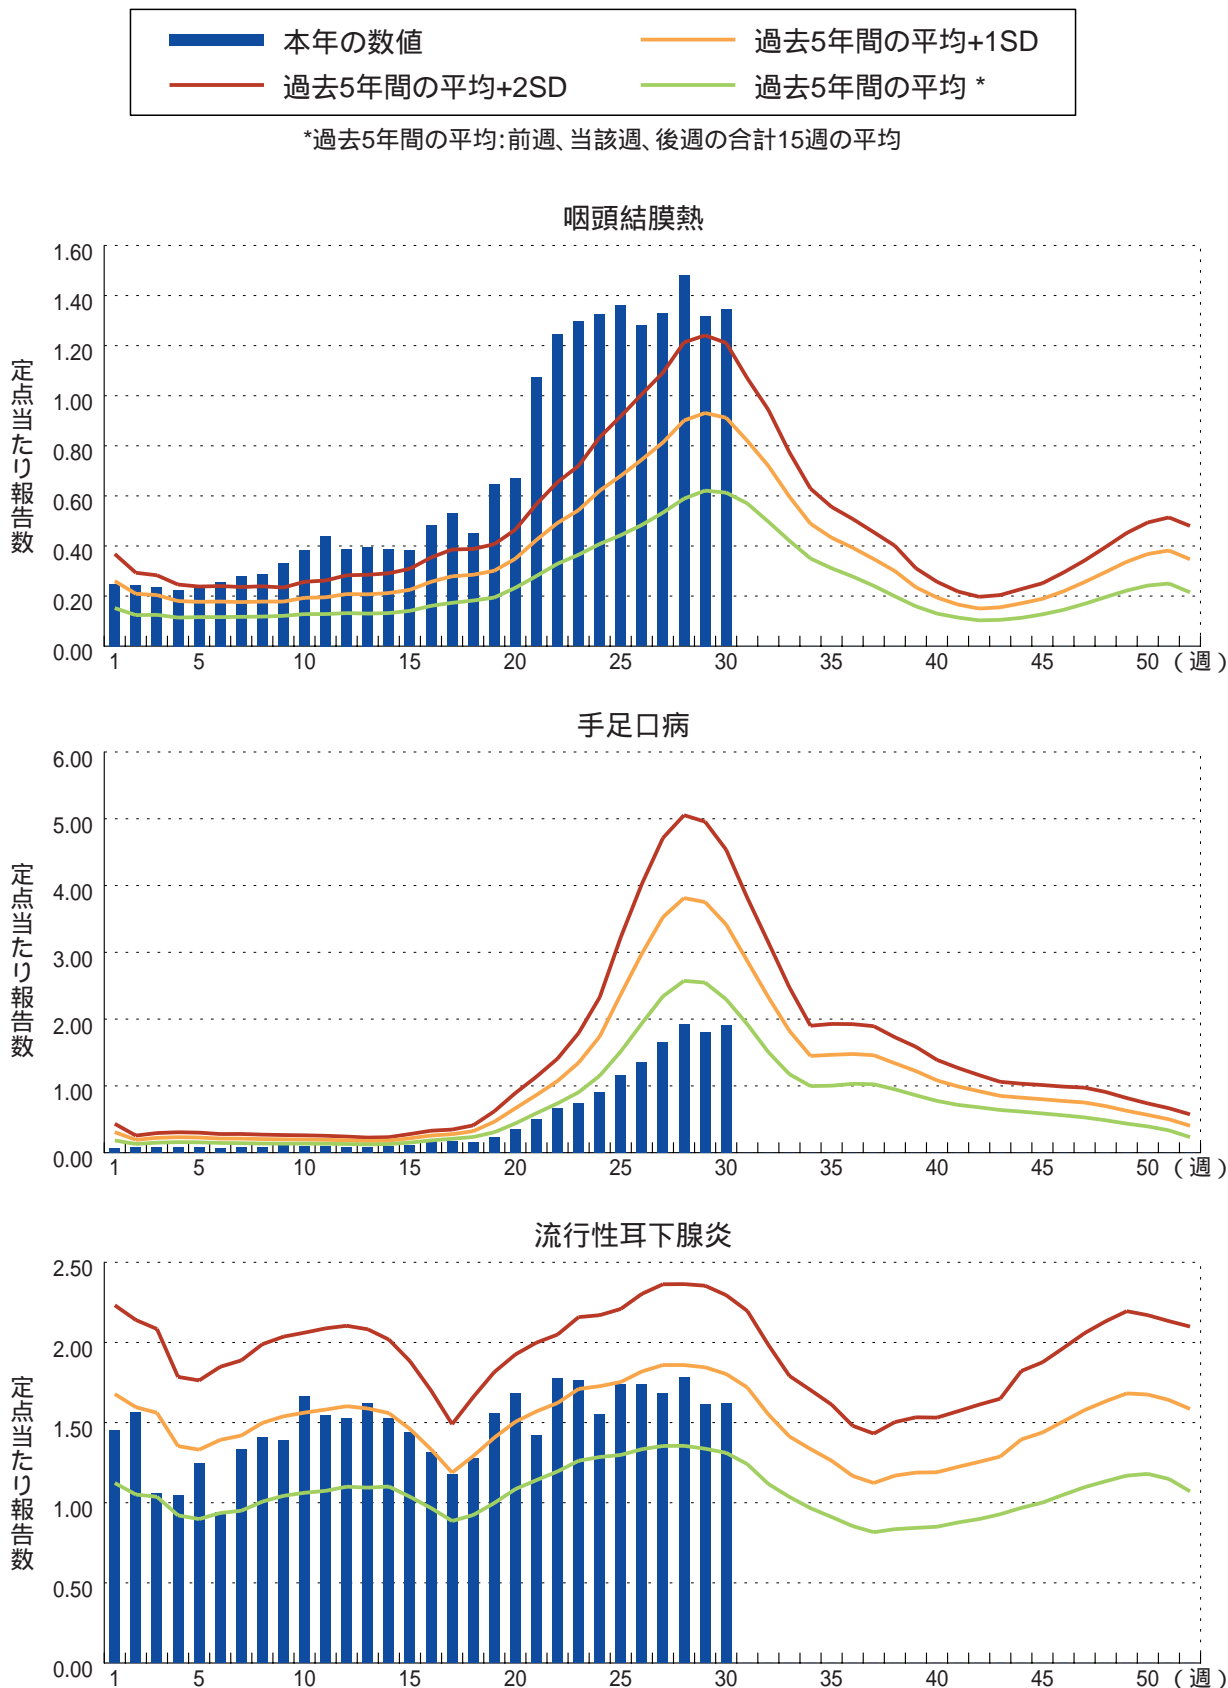 本年の数値
過去5年間の平均+1SD
過去5年間の平均+2SD
過去5年間の平均 *
*過去5年間の平均:前週、当該週、後週の合計15週の平均
咽頭結膜熱
定点当たり報告数
1.60
1.40
1.20
1.00
0.80
0.60
0.40
0.20
0.00
1 5 10 15 20 25 30 35 40 45 50 (週)
手足口病
定点当たり報告数
6.00
5.00
4.00
3.00
2.00
1.00
0.00
1 5 10 15 20 25 30 35 40 45 50 (週)
流行性耳下腺炎
定点当たり報告数
2.50
2.00
1.50
1.00
0.50
0.00
1 5 10 15 20 25 30 35 40 45 50 (週)